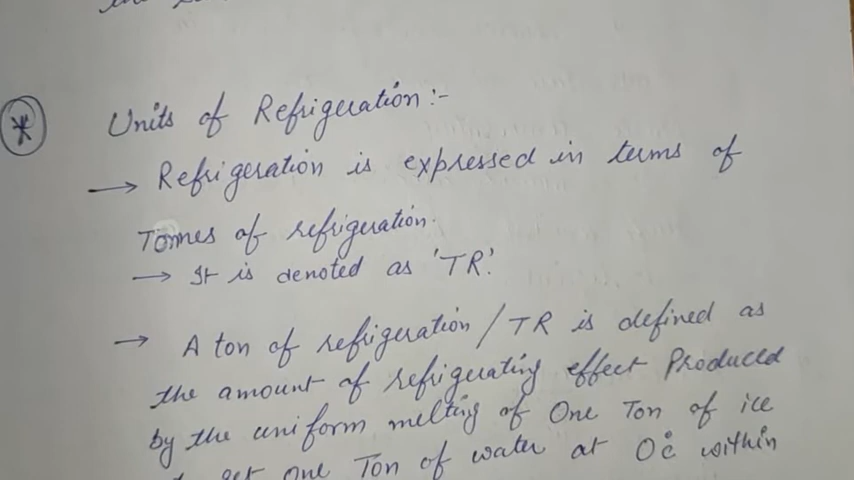 * Units of Refrigeration :-
→ Refrigeration is expressed in terms of
Tonnes of refrigeration.
→ It is denoted as 'TR'.
→ A ton of refrigeration / TR is defined as
the amount of refrigerating effect Produced
by the uniform melting of One Ton of ice
get one Ton of water at 0°C within